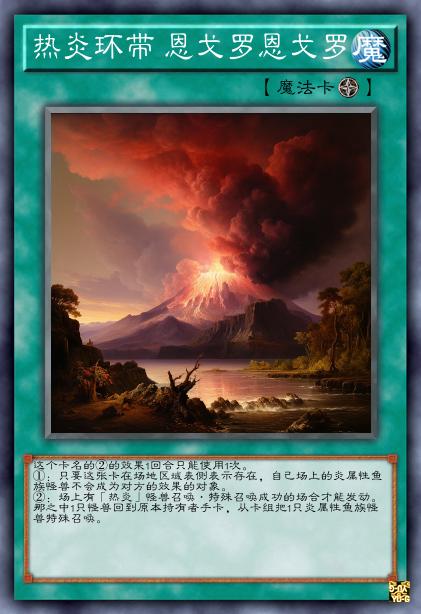 热炎环带 恩戈罗恩戈罗
魔
【魔法卡】
这个卡名的②的效果1回合只能使用1次。
①：只要这张卡在场地区域表侧表示存在，自己场上的炎属性鱼
族怪兽不会成为对方的效果的对象。
②：场上有「热炎」怪兽召唤·特殊召唤成功的场合才能发动。
那之中1只怪兽回到原本持有者手卡，从卡组把1只炎属性鱼族怪
兽特殊召唤。